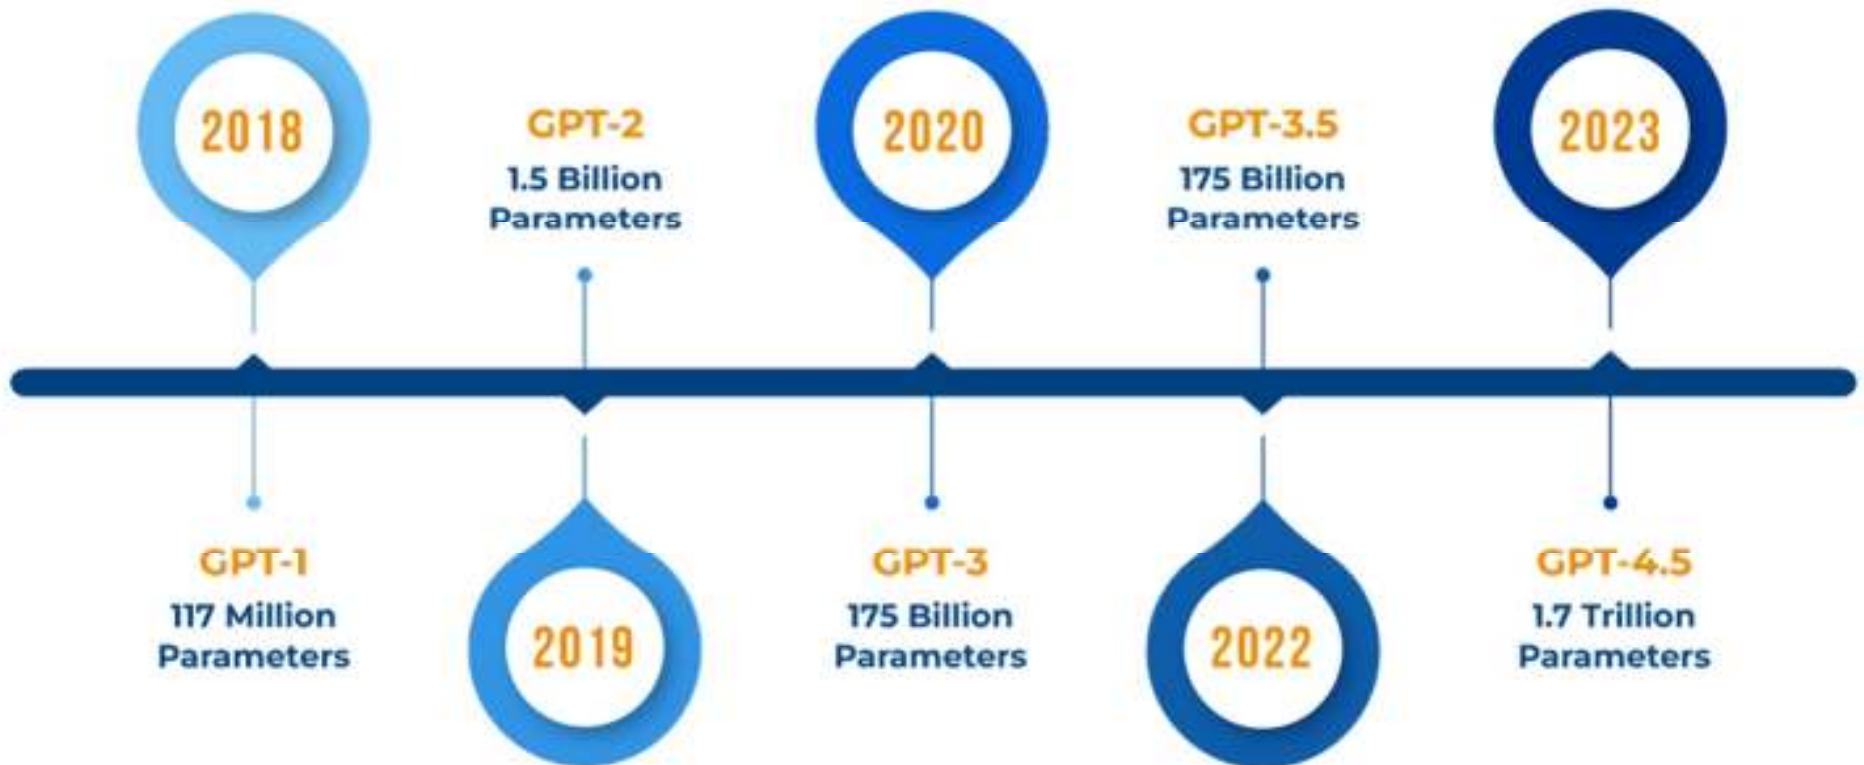 2018
GPT-1
117 Million
Parameters
GPT-2
1.5 Billion
Parameters
2019
2020
GPT-3
175 Billion
Parameters
GPT-3.5
175 Billion
Parameters
2022
2023
GPT-4.5
1.7 Trillion
Parameters